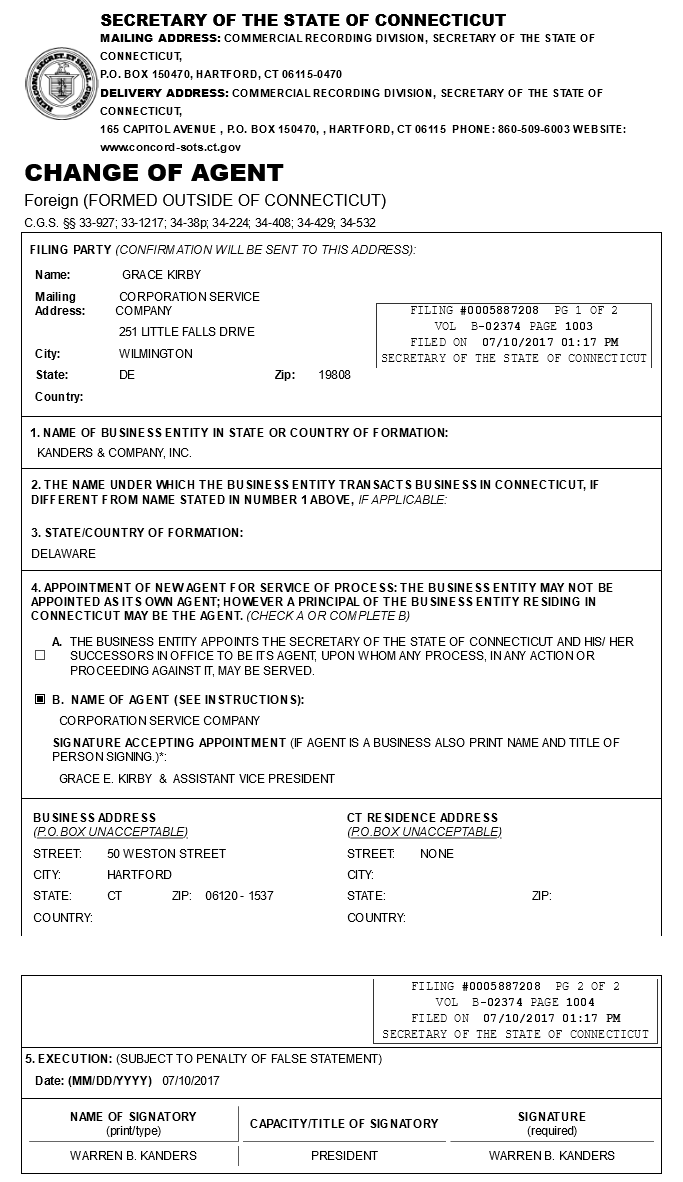 SECRETARY OF THE STATE OF CONNECTICUT
MAILING ADDRESS: COMMERCIAL RECORDING DIVISION, SECRETARY OF THE STATE OF
CONNECTICUT,
P.O. BOX 150470, HARTFORD, CT 06115-0470
DELIVERY ADDRESS: COMMERCIAL RECORDING DIVISION, SECRETARY OF THE STATE OF
CONNECTICUT,
165 CAPITOL AVENUE , P.O. BOX 150470, , HARTFORD, CT 06115 PHONE: 860-509-6003 WEBSITE:
www.concord-sots.ct.gov
CHANGE OF AGENT
Foreign (FORMED OUTSIDE OF CONNECTICUT)
C.G.S. §§ 33-927; 33-1217; 34-38p; 34-224; 34-408; 34-429; 34-532
FILING PARTY (CONFIRMATION WILL BE SENT TO THIS ADDRESS):
Name: GRACE KIRBY
Mailing Address: CORPORATION SERVICE
COMPANY
251 LITTLE FALLS DRIVE
City: WILMINGTON
State: DE Zip: 19808
Country:
FILING #0005887208 PG 1 OF 2
VOL B-02374 PAGE 1003
FILED ON 07/10/2017 01:17 PM
SECRETARY OF THE STATE OF CONNECTICUT
1. NAME OF BUSINESS ENTITY IN STATE OR COUNTRY OF FORMATION:
KANDERS & COMPANY, INC.
2. THE NAME UNDER WHICH THE BUSINESS ENTITY TRANSACTS BUSINESS IN CONNECTICUT, IF
DIFFERENT FROM NAME STATED IN NUMBER 1 ABOVE, IF APPLICABLE:
3. STATE/COUNTRY OF FORMATION:
DELAWARE
4. APPOINTMENT OF NEW AGENT FOR SERVICE OF PROCESS: THE BUSINESS ENTITY MAY NOT BE
APPOINTED AS ITS OWN AGENT; HOWEVER A PRINCIPAL OF THE BUSINESS ENTITY RESIDING IN
CONNECTICUT MAY BE THE AGENT. (CHECK A OR COMPLETE B)
A. THE BUSINESS ENTITY APPOINTS THE SECRETARY OF THE STATE OF CONNECTICUT AND HIS/ HER
SUCCESSORS IN OFFICE TO BE ITS AGENT, UPON WHOM ANY PROCESS, IN ANY ACTION OR
PROCEEDING AGAINST IT, MAY BE SERVED.
B. NAME OF AGENT (SEE INSTRUCTIONS):
CORPORATION SERVICE COMPANY
SIGNATURE ACCEPTING APPOINTMENT (IF AGENT IS A BUSINESS ALSO PRINT NAME AND TITLE OF
PERSON SIGNING.)*:
GRACE E. KIRBY & ASSISTANT VICE PRESIDENT
BUSINESS ADDRESS
(P.O.BOX UNACCEPTABLE)
STREET: 50 WESTON STREET
CITY: HARTFORD
STATE: CT ZIP: 06120 - 1537
COUNTRY:
CT RESIDENCE ADDRESS
(P.O.BOX UNACCEPTABLE)
STREET: NONE
CITY:
STATE: ZIP:
COUNTRY:
FILING #0005887208 PG 2 OF 2
VOL B-02374 PAGE 1004
FILED ON 07/10/2017 01:17 PM
SECRETARY OF THE STATE OF CONNECTICUT
5. EXECUTION: (SUBJECT TO PENALTY OF FALSE STATEMENT)
Date: (MM/DD/YYYY) 07/10/2017
NAME OF SIGNATORY
(print/type)
CAPACITY/TITLE OF SIGNATORY
SIGNATURE
(required)
WARREN B. KANDERS PRESIDENT WARREN B. KANDERS